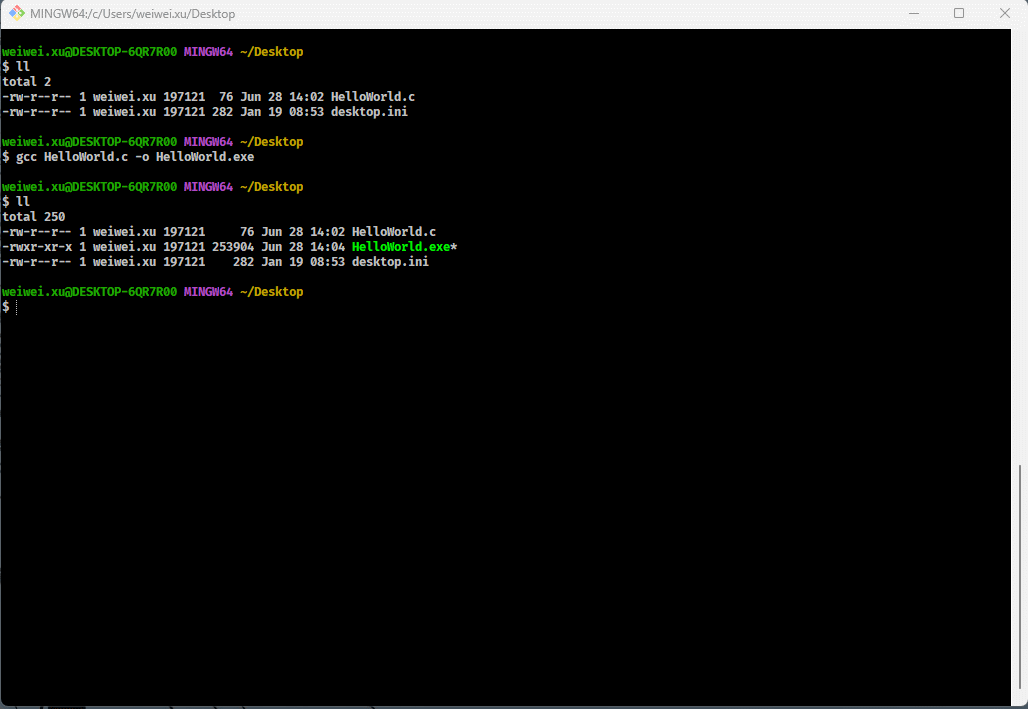 MINGW64:/c/Users/weiwei.xu/Desktop
weiwei.xu@DESKTOP-6QR7R00 MINGW64 ~/Desktop
$ ll
total 2
-rw-r--r-- 1 weiwei.xu 197121  76 Jun 28 14:02 HelloWorld.c
-rw-r--r-- 1 weiwei.xu 197121 282 Jan 19 08:53 desktop.ini
weiwei.xu@DESKTOP-6QR7R00 MINGW64 ~/Desktop
$ gcc HelloWorld.c -o HelloWorld.exe
weiwei.xu@DESKTOP-6QR7R00 MINGW64 ~/Desktop
$ ll
total 250
-rw-r--r-- 1 weiwei.xu 197121     76 Jun 28 14:02 HelloWorld.c
-rwxr-xr-x 1 weiwei.xu 197121 253904 Jun 28 14:04 HelloWorld.exe*
-rw-r--r-- 1 weiwei.xu 197121    282 Jan 19 08:53 desktop.ini
weiwei.xu@DESKTOP-6QR7R00 MINGW64 ~/Desktop
$